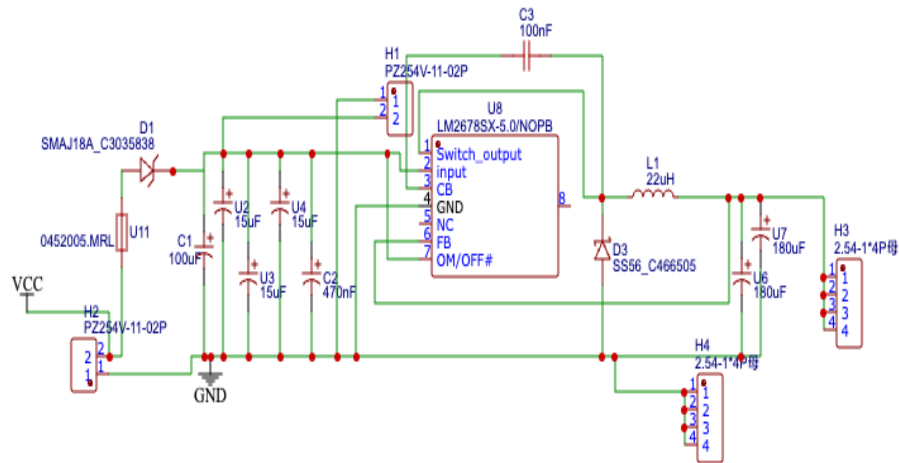 C3
100nF
H1
PZ254V-11-02P
1
1
2
2
U8
LM2678SX-5.0/NOPB
1
Switch_output
2
input
3
CB
4
GND
5
NC
6
FB
7
OM/OFF#
8
D1
SMAJ18A_C3035838
L1
22uH
U11
0452005.MRL
C1
100uF
U2
15uF
U4
15uF
U3
15uF
C2
470nF
D3
SS56_C466505
U7
180uF
U6
180uF
H3
2.54-1*4P母
1
1
2
2
3
3
4
4
VCC
H2
PZ254V-11-02P
2
2
1
1
GND
H4
2.54-1*4P母
1
1
2
2
3
3
4
4